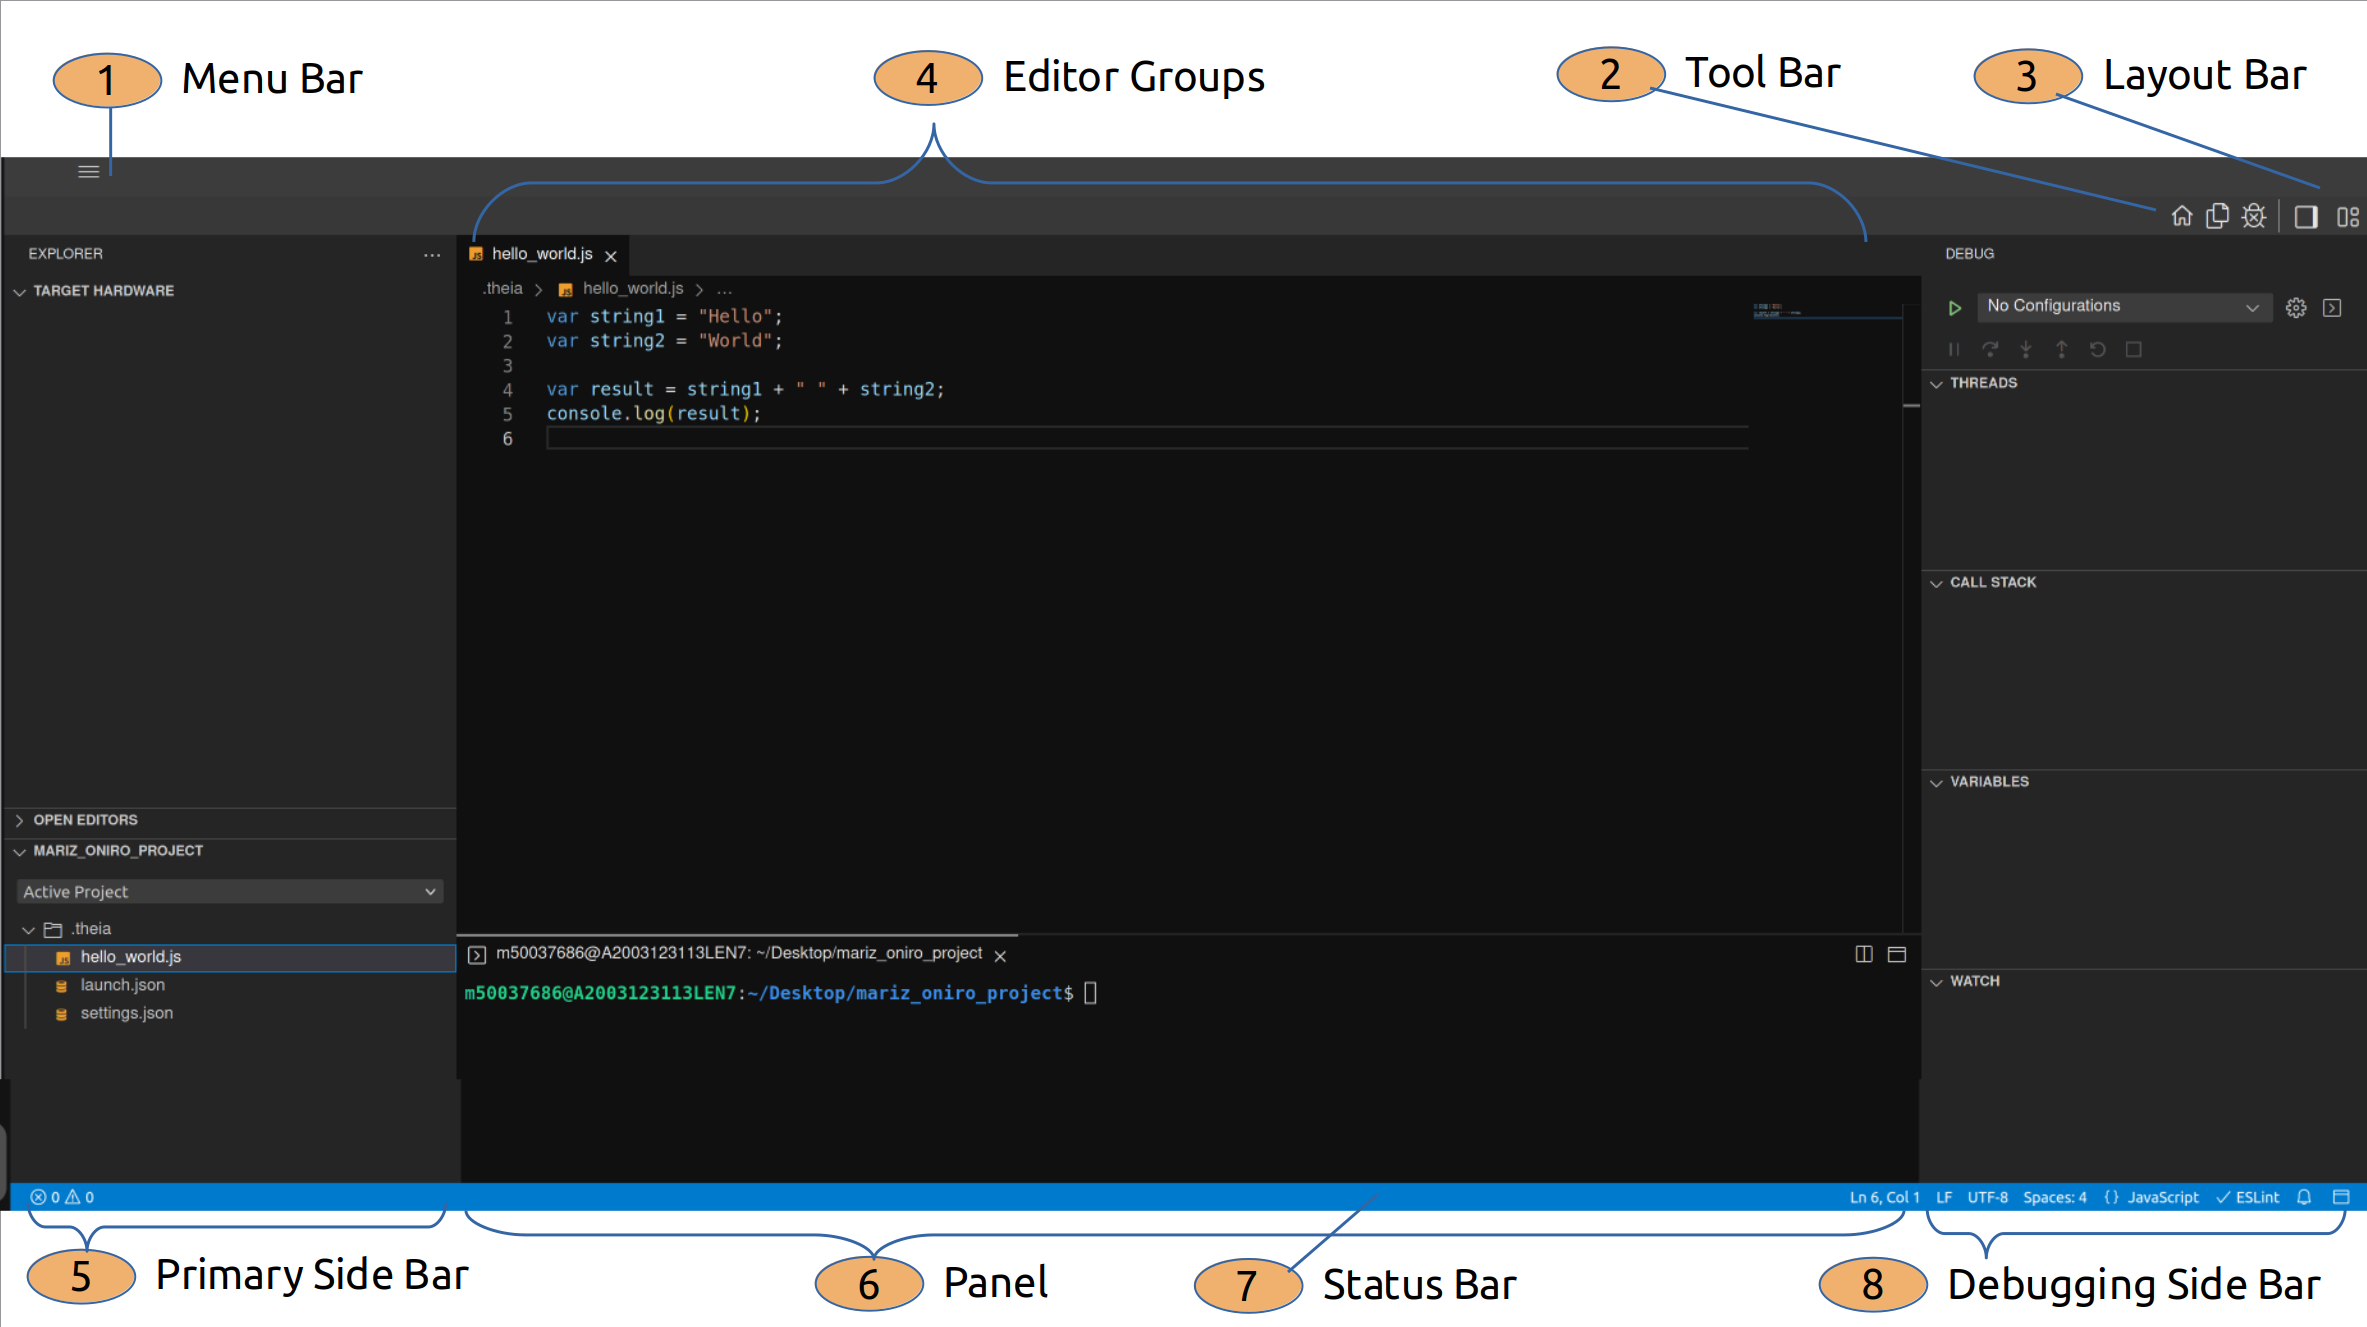 1 Menu Bar
4 Editor Groups
2 Tool Bar
3 Layout Bar
EXPLORER
TARGET HARDWARE
OPEN EDITORS
MARIZ_ONIRO_PROJECT
Active Project
.theia
hello_world.js
launch.json
settings.json
hello_world.js
.theia > hello_world.js > ...
1 var string1 = "Hello";
2 var string2 = "World";
3
4 var result = string1 + " " + string2;
5 console.log(result);
6
m50037686@A2003123113LEN7: ~/Desktop/mariz_oniro_project
m50037686@A2003123113LEN7:~/Desktop/mariz_oniro_project$
DEBUG
No Configurations
THREADS
CALL STACK
VARIABLES
WATCH
0 0
Ln 6, Col 1 LF UTF-8 Spaces: 4 {} JavaScript ESLint
5 Primary Side Bar
6 Panel
7 Status Bar
8 Debugging Side Bar